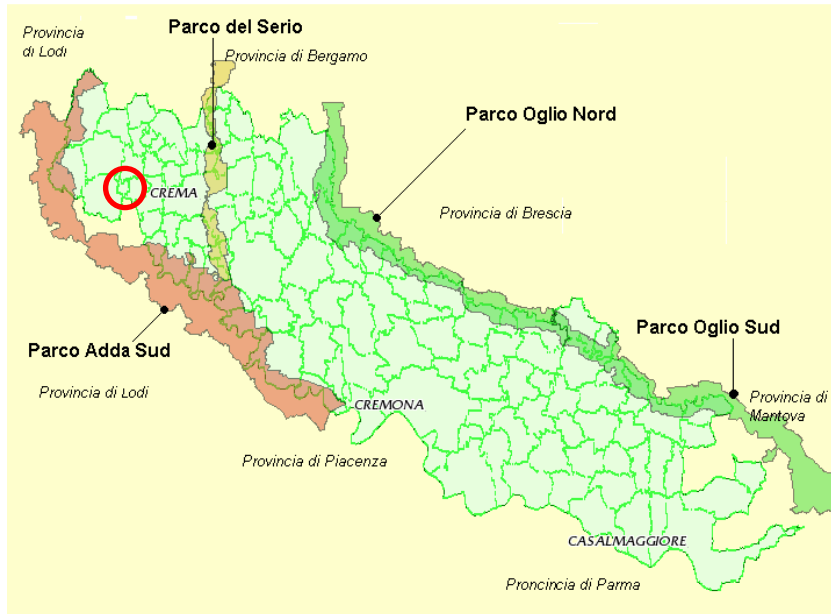 Parco del Serio
Provincia
di Lodi
Provincia di Bergamo
Parco Oglio Nord
CREMA
Provincia di Brescia
Parco Oglio Sud
Parco Adda Sud
Provincia di Lodi
CREMONA
Provincia di
Mantova
Provincia di Piacenza
CASALMAGGIORE
Proncincia di Parma